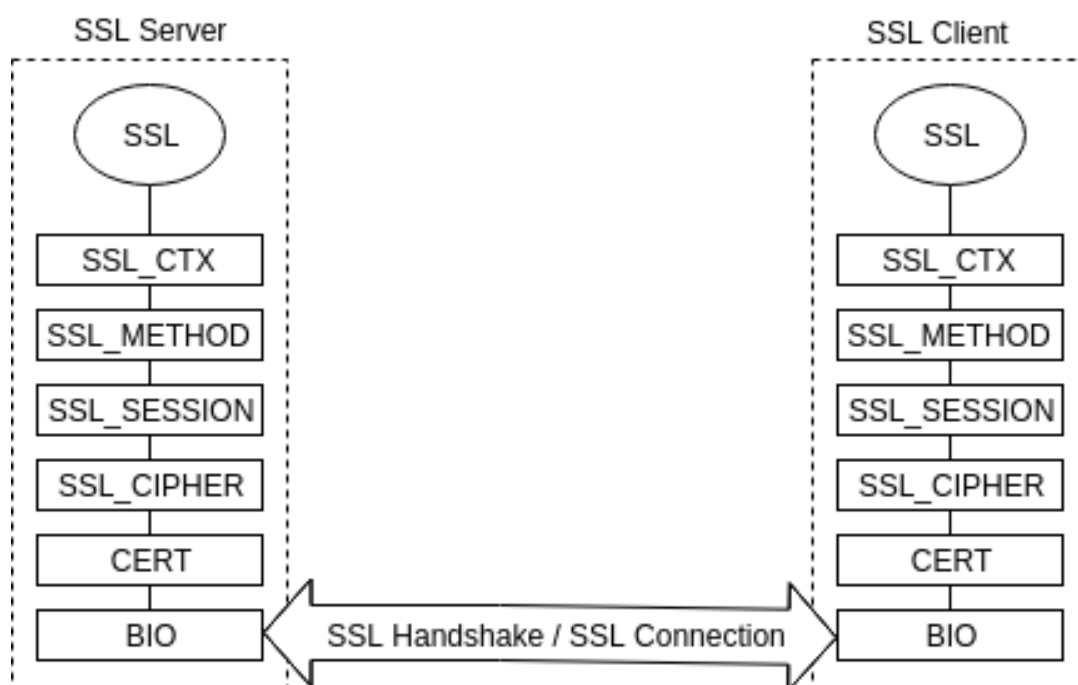 SSL Server
SSL Client
SSL
SSL
SSL_CTX
SSL_CTX
SSL_METHOD
SSL_METHOD
SSL_SESSION
SSL_SESSION
SSL_CIPHER
SSL_CIPHER
CERT
CERT
BIO
SSL Handshake / SSL Connection
BIO